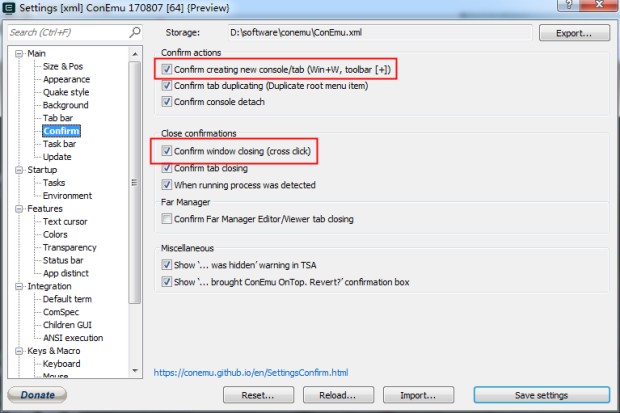 Settings [xml] ConEmu 170807 [64] {Preview}
Search (Ctrl+F)
Storage:
D:\software\conemu\ConEmu.xml
Export...
Main
Size & Pos
Appearance
Quake style
Background
Tab bar
Confirm
Task bar
Update
Startup
Tasks
Environment
Features
Text cursor
Colors
Transparency
Status bar
App distinct
Integration
Default term
ComSpec
Children GUI
ANSI execution
Keys & Macro
Keyboard
Mouse
Confirm actions
Confirm creating new console/tab (Win+W, toolbar [+])
Confirm tab duplicating (Duplicate root menu item)
Confirm console detach
Close confirmations
Confirm window closing (cross click)
Confirm tab closing
When running process was detected
Far Manager
Confirm Far Manager Editor/Viewer tab closing
Miscellaneous
Show '... was hidden' warning in TSA
Show '... brought ConEmu OnTop. Revert?' confirmation box
https://conemu.github.io/en/SettingsConfirm.html
Donate
Reset...
Reload...
Import...
Save settings